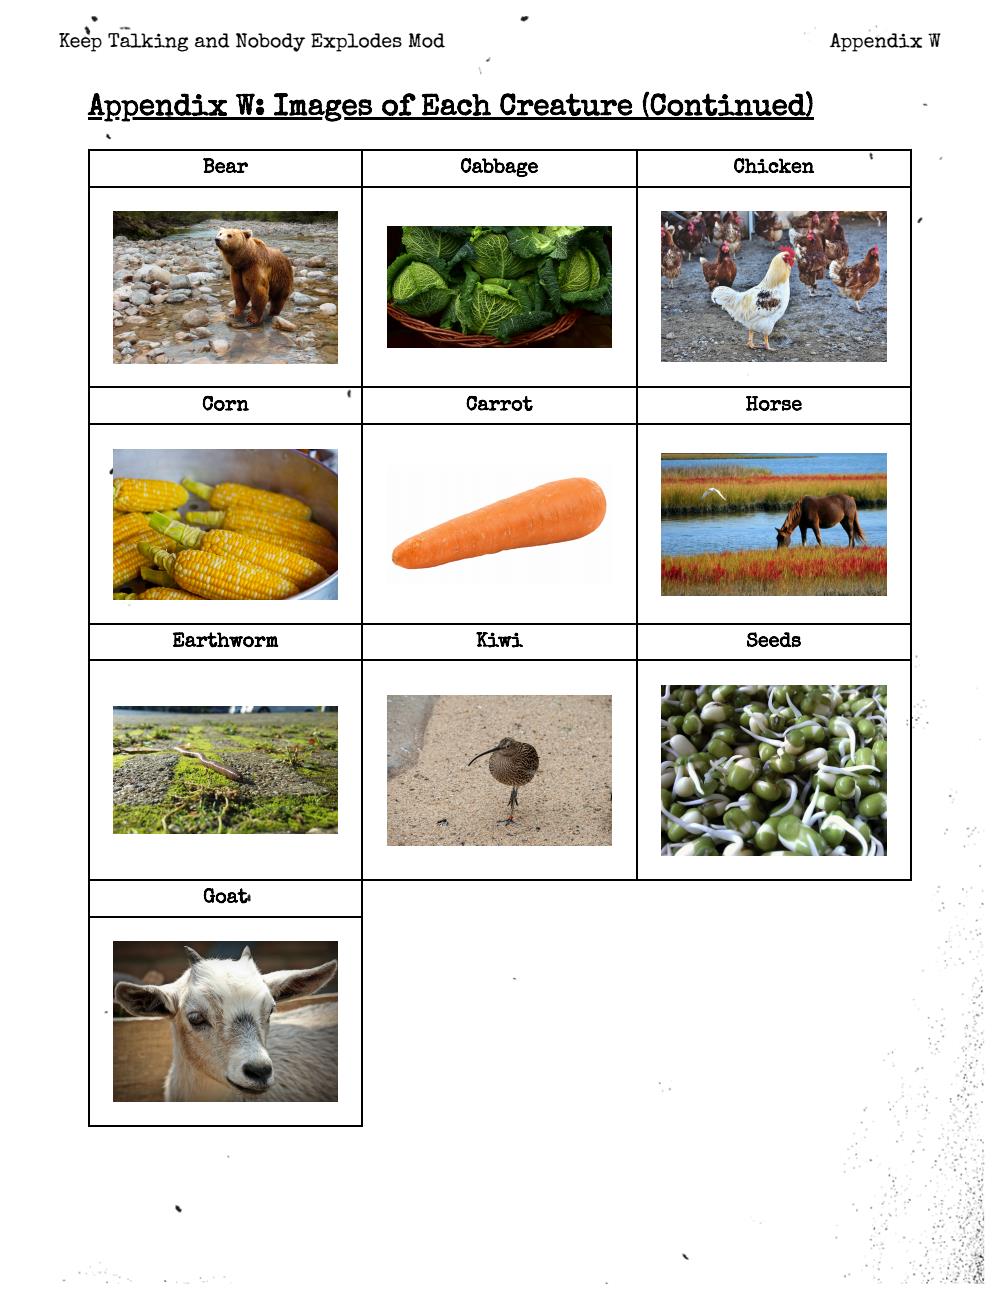 Keep Talking and Nobody Explodes Mod Appendix W
Appendix W: Images of Each Creature (Continued)
Bear Cabbage Chicken
Corn Carrot Horse
Earthworm Kiwi Seeds
Goat